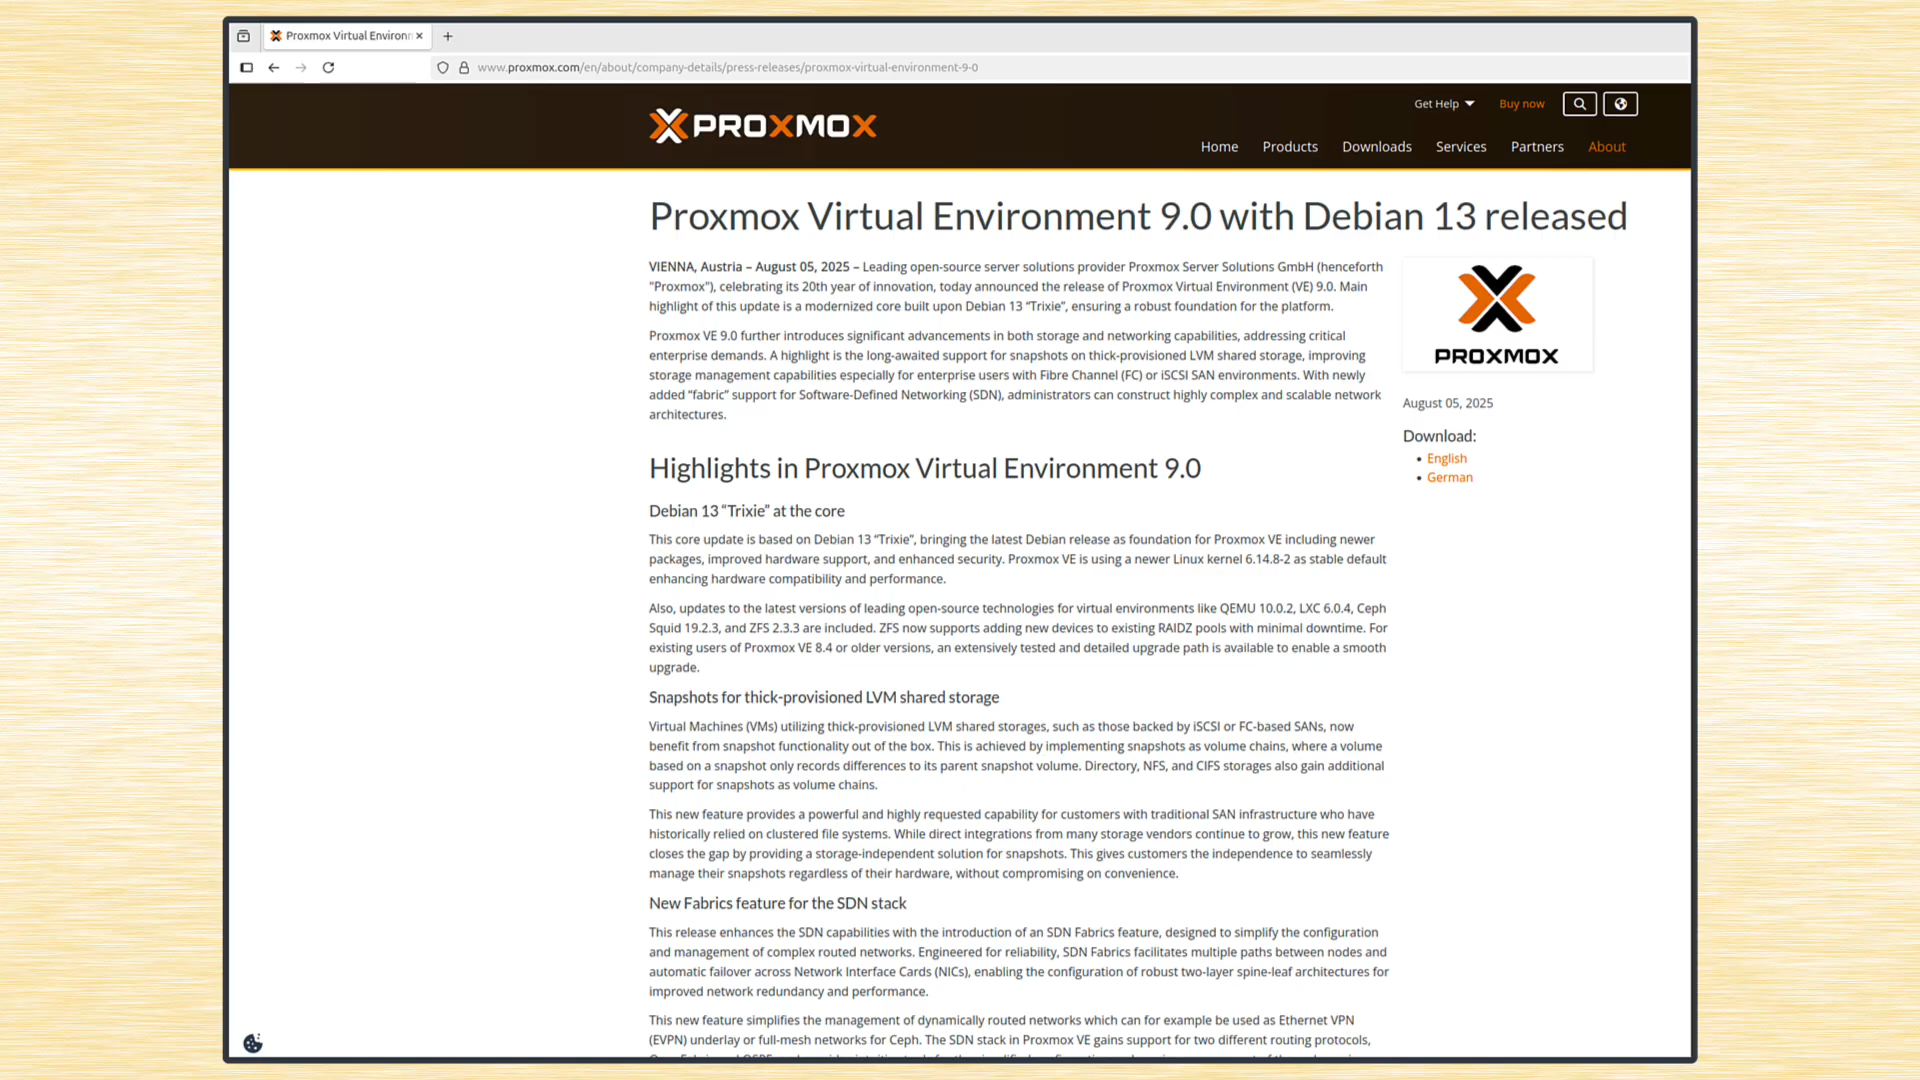 Proxmox Virtual Environ
www.proxmox.com/en/about/company-details/press-releases/proxmox-virtual-environment-9-0
PROXMOX
Get Help
Buy now
Home
Products
Downloads
Services
Partners
About
Proxmox Virtual Environment 9.0 with Debian 13 released
VIENNA, Austria – August 05, 2025 – Leading open-source server solutions provider Proxmox Server Solutions GmbH (henceforth
"Proxmox"), celebrating its 20th year of innovation, today announced the release of Proxmox Virtual Environment (VE) 9.0. Main
highlight of this update is a modernized core built upon Debian 13 “Trixie”, ensuring a robust foundation for the platform.
Proxmox VE 9.0 further introduces significant advancements in both storage and networking capabilities, addressing critical
enterprise demands. A highlight is the long-awaited support for snapshots on thick-provisioned LVM shared storage, improving
storage management capabilities especially for enterprise users with Fibre Channel (FC) or iSCSI SAN environments. With newly
added “fabric” support for Software-Defined Networking (SDN), administrators can construct highly complex and scalable network
architectures.
PROXMOX
August 05, 2025
Download:
• English
• German
Highlights in Proxmox Virtual Environment 9.0
Debian 13 “Trixie” at the core
This core update is based on Debian 13 “Trixie”, bringing the latest Debian release as foundation for Proxmox VE including newer
packages, improved hardware support, and enhanced security. Proxmox VE is using a newer Linux kernel 6.14.8-2 as stable default
enhancing hardware compatibility and performance.
Also, updates to the latest versions of leading open-source technologies for virtual environments like QEMU 10.0.2, LXC 6.0.4, Ceph
Squid 19.2.3, and ZFS 2.3.3 are included. ZFS now supports adding new devices to existing RAIDZ pools with minimal downtime. For
existing users of Proxmox VE 8.4 or older versions, an extensively tested and detailed upgrade path is available to enable a smooth
upgrade.
Snapshots for thick-provisioned LVM shared storage
Virtual Machines (VMs) utilizing thick-provisioned LVM shared storages, such as those backed by iSCSI or FC-based SANs, now
benefit from snapshot functionality out of the box. This is achieved by implementing snapshots as volume chains, where a volume
based on a snapshot only records differences to its parent snapshot volume. Directory, NFS, and CIFS storages also gain additional
support for snapshots as volume chains.
This new feature provides a powerful and highly requested capability for customers with traditional SAN infrastructure who have
historically relied on clustered file systems. While direct integrations from many storage vendors continue to grow, this new feature
closes the gap by providing a storage-independent solution for snapshots. This gives customers the independence to seamlessly
manage their snapshots regardless of their hardware, without compromising on convenience.
New Fabrics feature for the SDN stack
This release enhances the SDN capabilities with the introduction of an SDN Fabrics feature, designed to simplify the configuration
and management of complex routed networks. Engineered for reliability, SDN Fabrics facilitates multiple paths between nodes and
automatic failover across Network Interface Cards (NICs), enabling the configuration of robust two-layer spine-leaf architectures for
improved network redundancy and performance.
This new feature simplifies the management of dynamically routed networks which can for example be used as Ethernet VPN
(EVPN) underlay or full-mesh networks for Ceph. The SDN stack in Proxmox VE gains support for two different routing protocols,